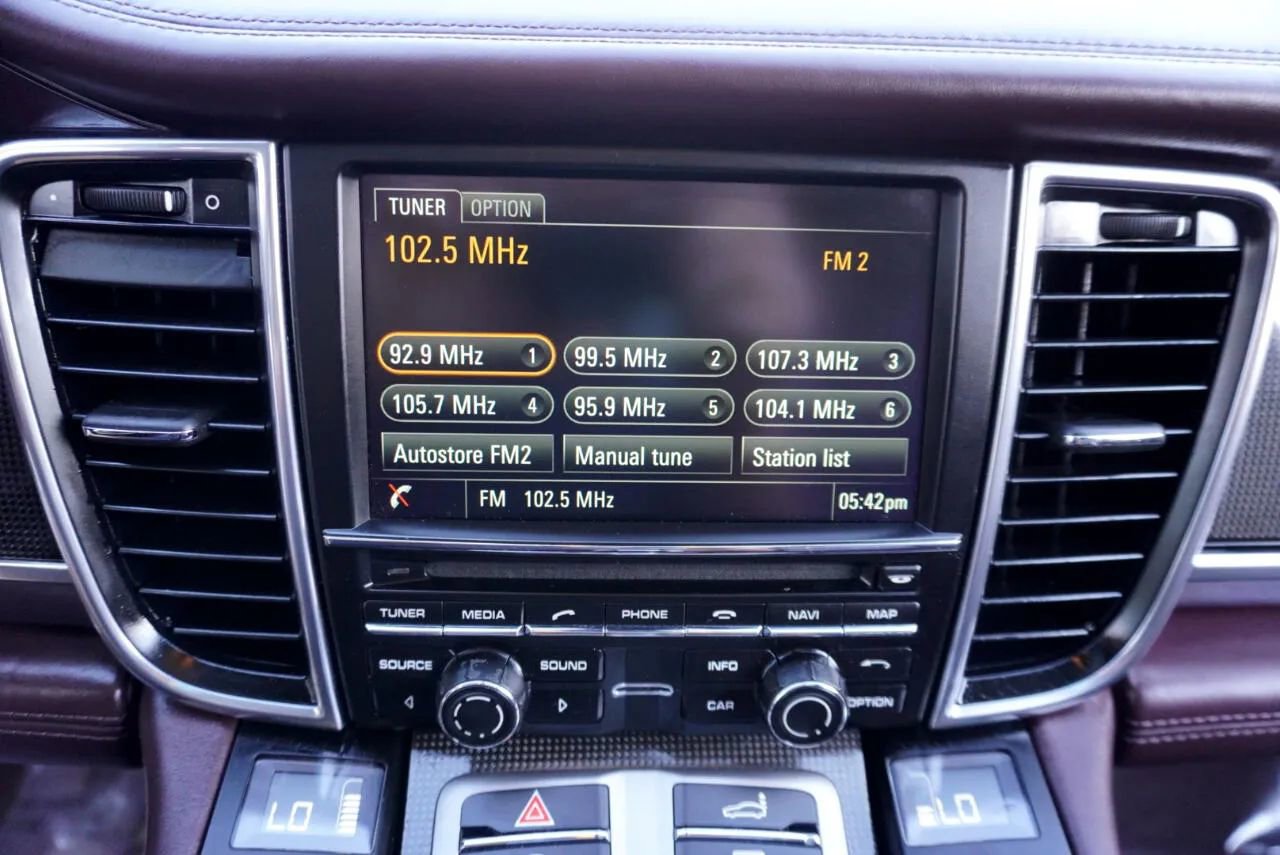 TUNER OPTION
102.5 MHz FM 2
92.9 MHz 1 99.5 MHz 2 107.3 MHz 3
105.7 MHz 4 95.9 MHz 5 104.1 MHz 6
Autostore FM2 Manual tune Station list
FM 102.5 MHz 05:42pm
TUNER MEDIA PHONE NAVI MAP
SOURCE SOUND INFO
CAR OPTION
LO LO